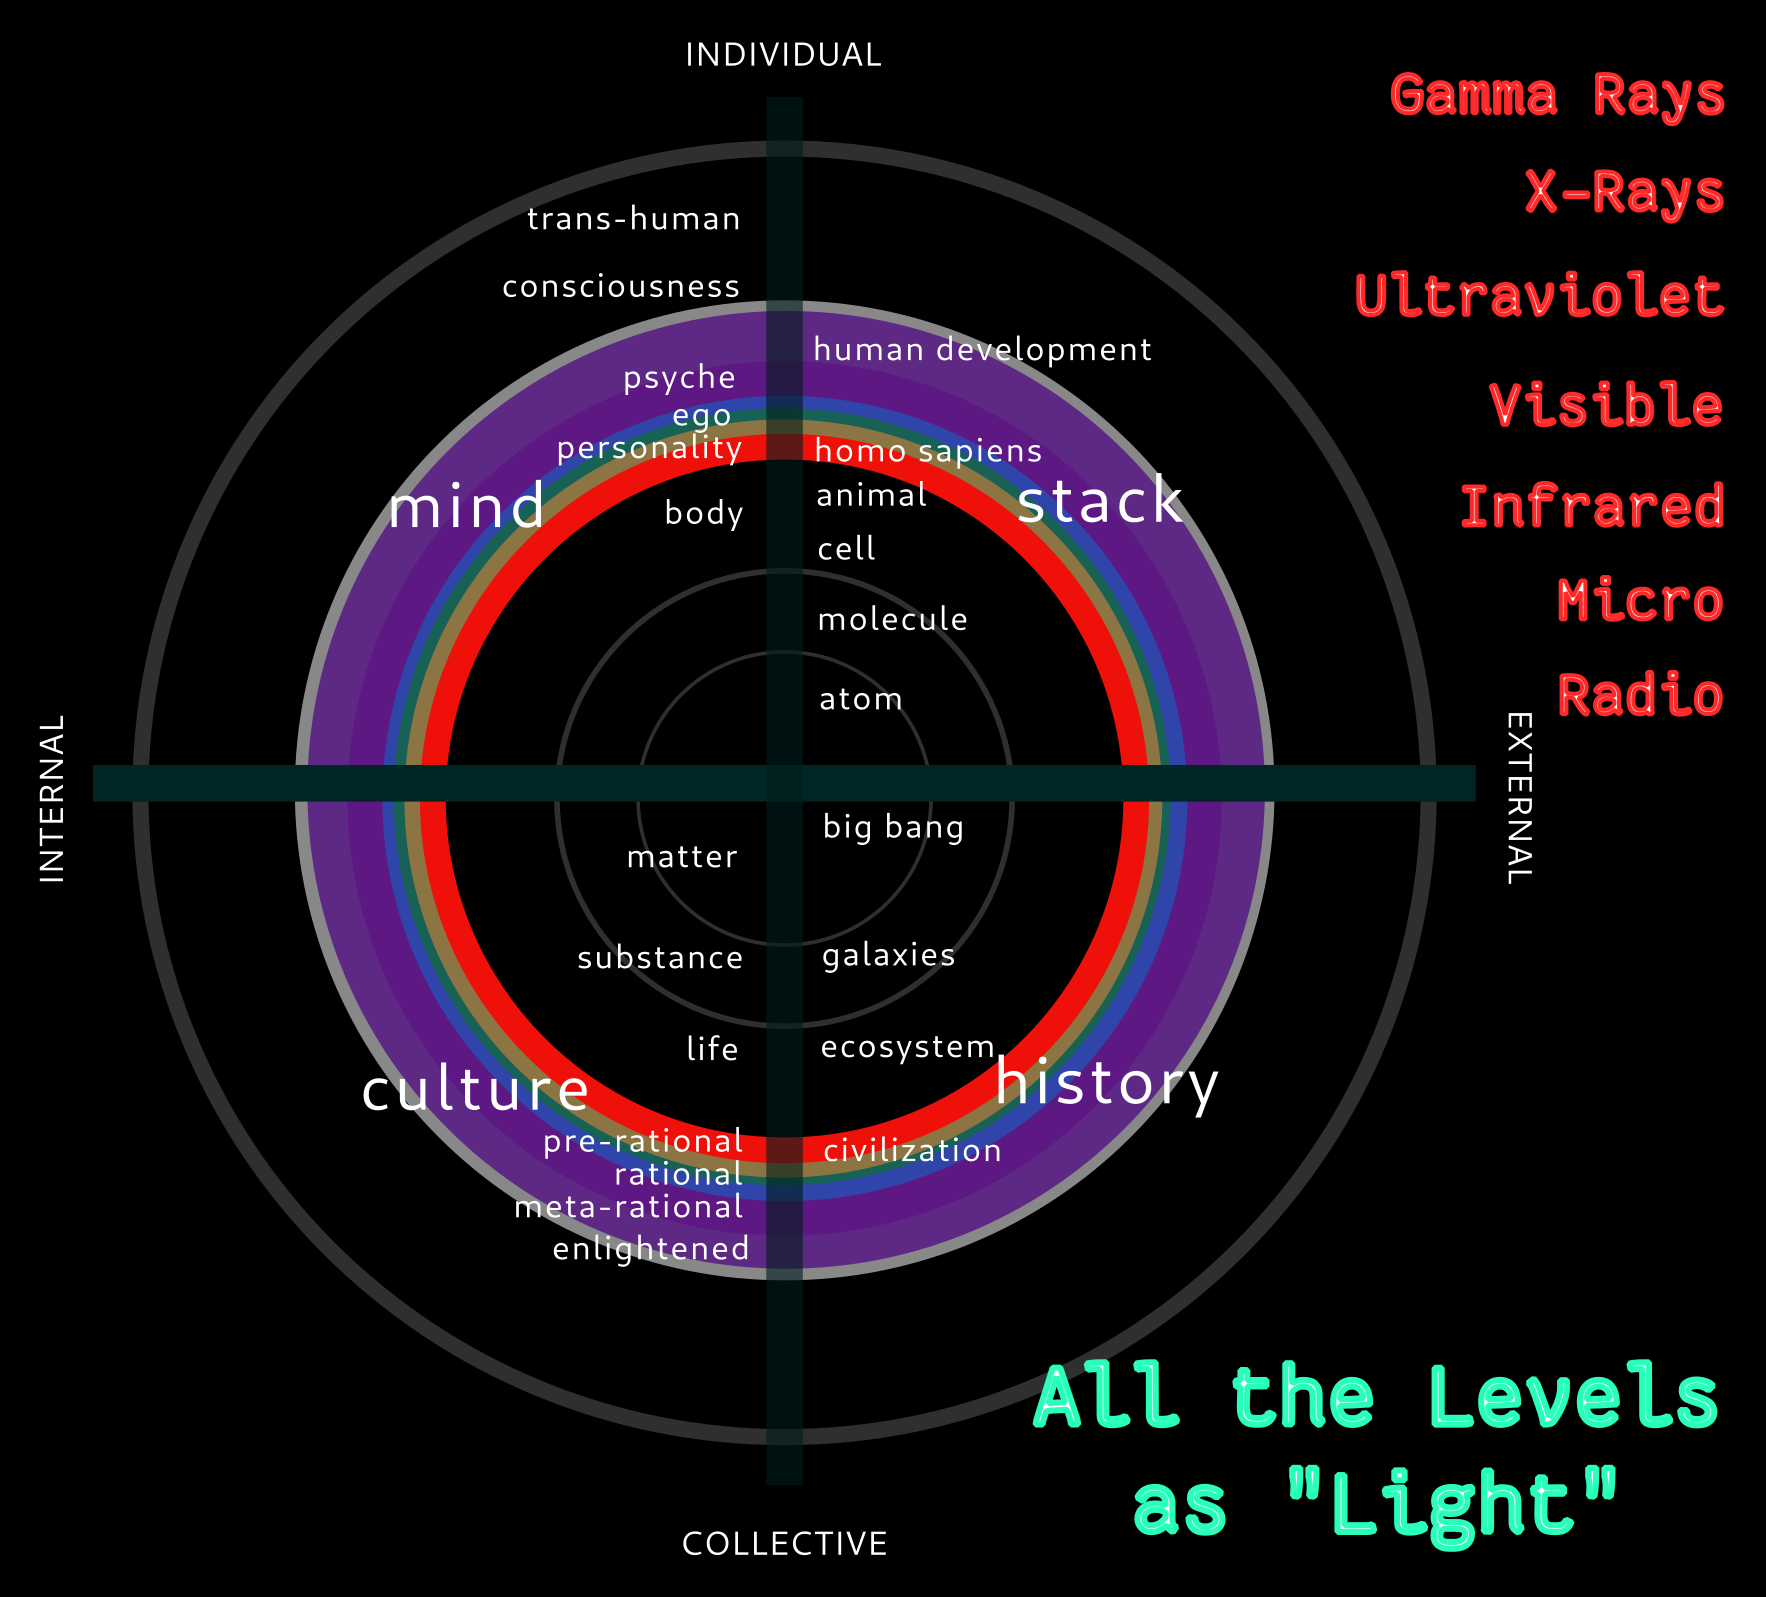 INDIVIDUAL
Gamma Rays
X-Rays
trans-human
consciousness
Ultraviolet
human development
psyche
ego
Visible
personality
homo sapiens
mind
stack
animal
body
Infrared
cell
molecule
Micro
atom
Radio
INTERNAL
EXTERNAL
big bang
matter
substance
galaxies
life
ecosystem
culture
history
pre-rational
civilization
rational
meta-rational
enlightened
All the Levels
as "Light"
COLLECTIVE